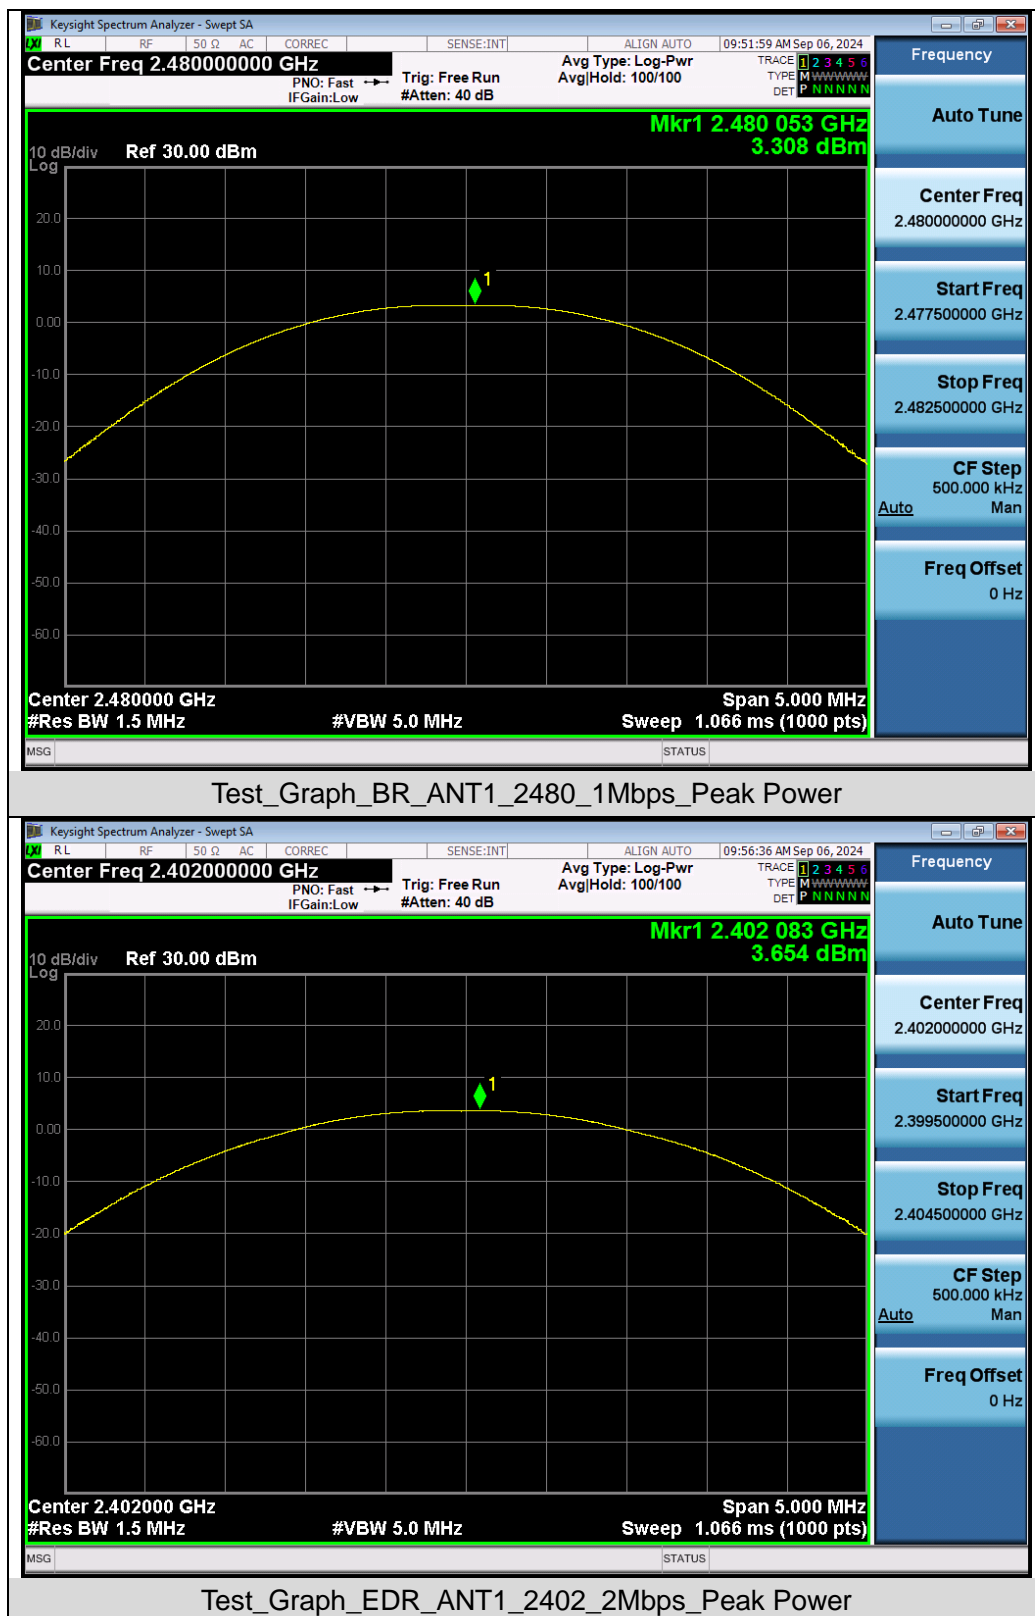 Keysight Spectrum Analyzer - Swept SA
LXI RL RF 50 Ω AC CORREC SENSE:INT ALIGN AUTO 09:51:59 AM Sep 06, 2024
Center Freq 2.480000000 GHz
PNO: Fast
IFGain:Low
Trig: Free Run
#Atten: 40 dB
Avg Type: Log-Pwr
Avg|Hold: 100/100
TRACE 1 2 3 4 5 6
TYPE M WWWWW
DET P N N N N N
Mkr1 2.480 053 GHz
3.308 dBm
10 dB/div Ref 30.00 dBm
Log
20.0
10.0
0.00
-10.0
-20.0
-30.0
-40.0
-50.0
-60.0
1
Center 2.480000 GHz Span 5.000 MHz
#Res BW 1.5 MHz #VBW 5.0 MHz Sweep 1.066 ms (1000 pts)
MSG STATUS
Frequency
Auto Tune
Center Freq
2.480000000 GHz
Start Freq
2.477500000 GHz
Stop Freq
2.482500000 GHz
CF Step
500.000 kHz
Auto Man
Freq Offset
0 Hz
Test_Graph_BR_ANT1_2480_1Mbps_Peak Power
Keysight Spectrum Analyzer - Swept SA
LXI RL RF 50 Ω AC CORREC SENSE:INT ALIGN AUTO 09:56:36 AM Sep 06, 2024
Center Freq 2.402000000 GHz
PNO: Fast
IFGain:Low
Trig: Free Run
#Atten: 40 dB
Avg Type: Log-Pwr
Avg|Hold: 100/100
TRACE 1 2 3 4 5 6
TYPE M WWWWW
DET P N N N N N
Mkr1 2.402 083 GHz
3.654 dBm
10 dB/div Ref 30.00 dBm
Log
20.0
10.0
0.00
-10.0
-20.0
-30.0
-40.0
-50.0
-60.0
1
Center 2.402000 GHz Span 5.000 MHz
#Res BW 1.5 MHz #VBW 5.0 MHz Sweep 1.066 ms (1000 pts)
MSG STATUS
Frequency
Auto Tune
Center Freq
2.402000000 GHz
Start Freq
2.399500000 GHz
Stop Freq
2.404500000 GHz
CF Step
500.000 kHz
Auto Man
Freq Offset
0 Hz
Test_Graph_EDR_ANT1_2402_2Mbps_Peak Power